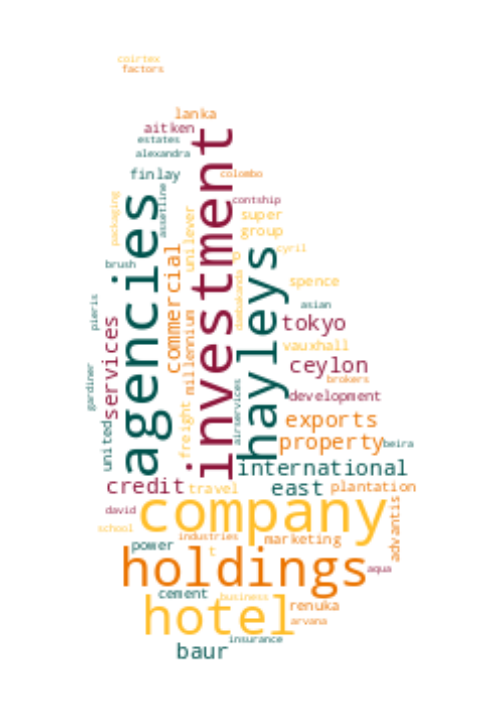 coirtex
factors
lanka
aitken
estates
alexandra
finlay
colombo
assetline
investment
contship
packaging
agencies
unilever
super
group
cyril
commercial
hayleys
brush
spence
dambakanda
asian
pieris
tokyo
services
millennium
vauxhall
ceylon
brokers
gardiner
airservices
development
freight
exports
united
property
beira
international
credit
travel
east
plantation
company
advantis
david
school
industries
marketing
power
t
holdings
aqua
cement
business
hotel
renuka
arvana
insurance
baur